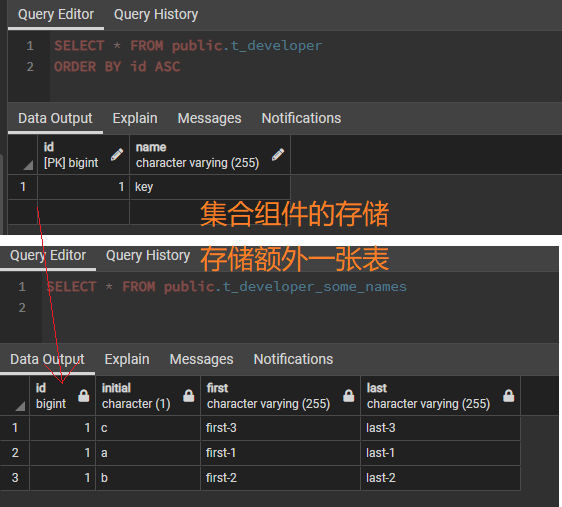 Query Editor Query History
1 SELECT * FROM public.t_developer
2 ORDER BY id ASC
Data Output Explain Messages Notifications
id name
[PK] bigint character varying (255)
1 1 key
集合组件的存储
存储额外一张表
Query Editor Query History
1 SELECT * FROM public.t_developer_some_names
2
Data Output Explain Messages Notifications
id initial first last
bigint character (1) character varying (255) character varying (255)
1 1 c first-3 last-3
2 1 a first-1 last-1
3 1 b first-2 last-2